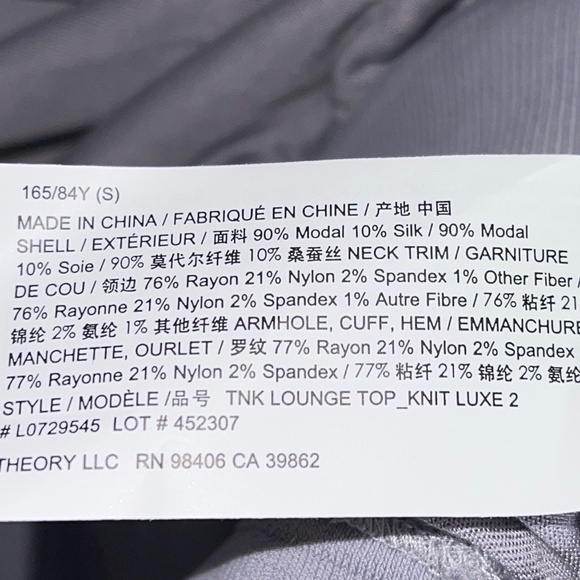 165/84Y (S)
MADE IN CHINA / FABRIQUÉ EN CHINE / 产地 中国
SHELL / EXTÉRIEUR / 面料 90% Modal 10% Silk / 90% Modal
10% Soie / 90% 莫代尔纤维 10% 桑蚕丝 NECK TRIM / GARNITURE
DE COU / 领边 76% Rayon 21% Nylon 2% Spandex 1% Other Fiber /
76% Rayonne 21% Nylon 2% Spandex 1% Autre Fibre / 76% 粘纤 21
锦纶 2% 氨纶 1% 其他纤维 ARMHOLE, CUFF, HEM / EMMANCHURE
MANCHETTE, OURLET / 罗纹 77% Rayon 21% Nylon 2% Spandex
77% Rayonne 21% Nylon 2% Spandex / 77% 粘纤 21% 锦纶 2% 氨纶
STYLE / MODÈLE /品号 TNK LOUNGE TOP_KNIT LUXE 2
# L0729545 LOT # 452307
THEORY LLC RN 98406 CA 39862